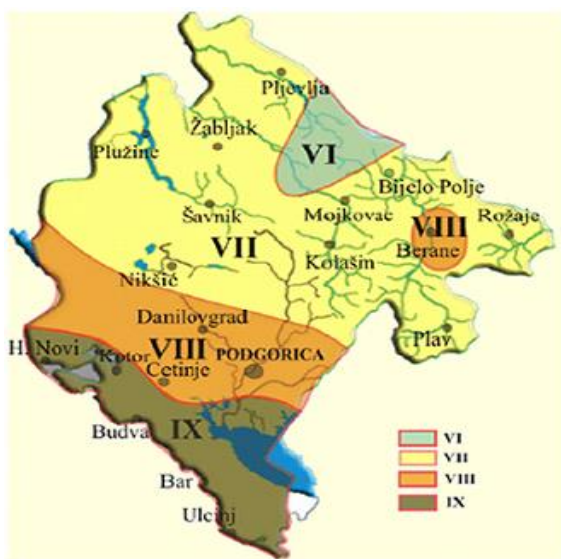 Pljevlja
Žabljak
Plužine
VI
Bijelo Polje
Šavnik
Mojkovac
VIII
Rožaje
VII
Berane
Kolašin
Nikšić
Danilovgrad
Plav
H. Novi
VIII
PODGORICA
Kotor
Cetinje
IX
Budva
VI
VII
VIII
IX
Bar
Ulcinj